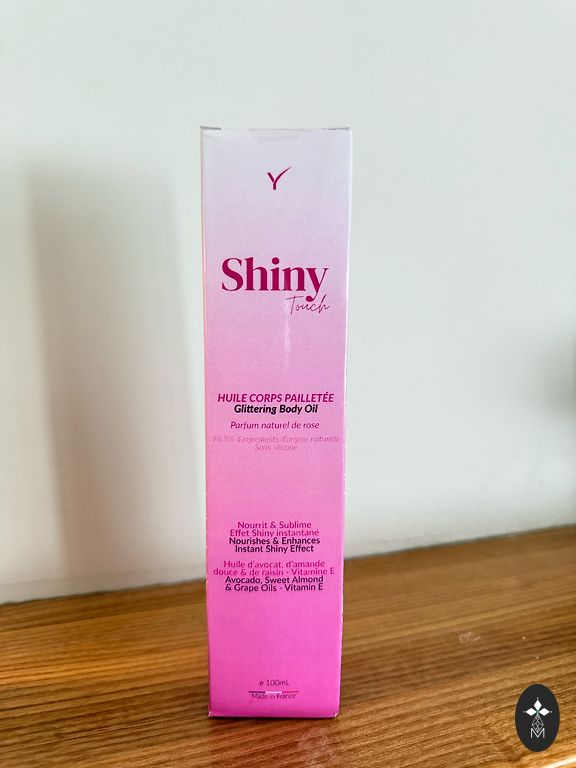 Y
Shiny
Touch
HUILE CORPS PAILLETÉE
Glittering Body Oil
Parfum naturel de rose
98.5% d'ingrédients d'origine naturelle
Sans silicone
Nourrit & Sublime
Effet Shiny instantané
Nourishes & Enhances
Instant Shiny Effect
Huile d'avocat, d'amande
douce & de raisin - Vitamine E
Avocado, Sweet Almond
& Grape Oils - Vitamin E
e 100mL
Made in France
M